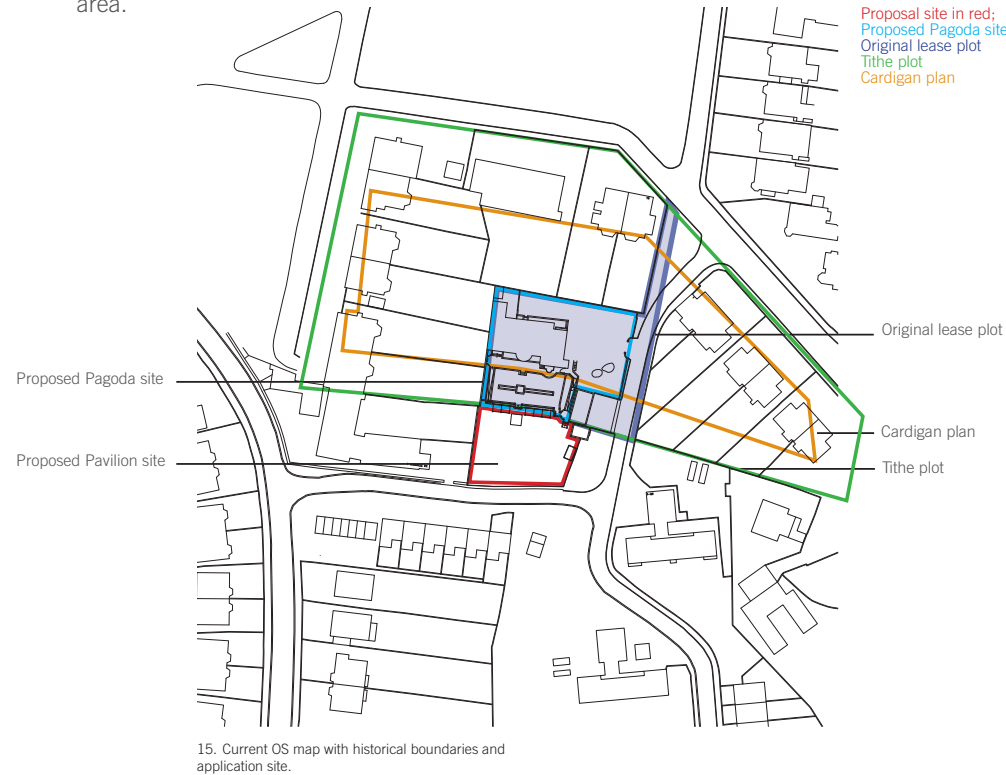 area.
Proposal site in red;
Proposed Pagoda site
Original lease plot
Tithe plot
Cardigan plan
Original lease plot
Proposed Pagoda site
Cardigan plan
Proposed Pavilion site
Tithe plot
15. Current OS map with historical boundaries and
application site.